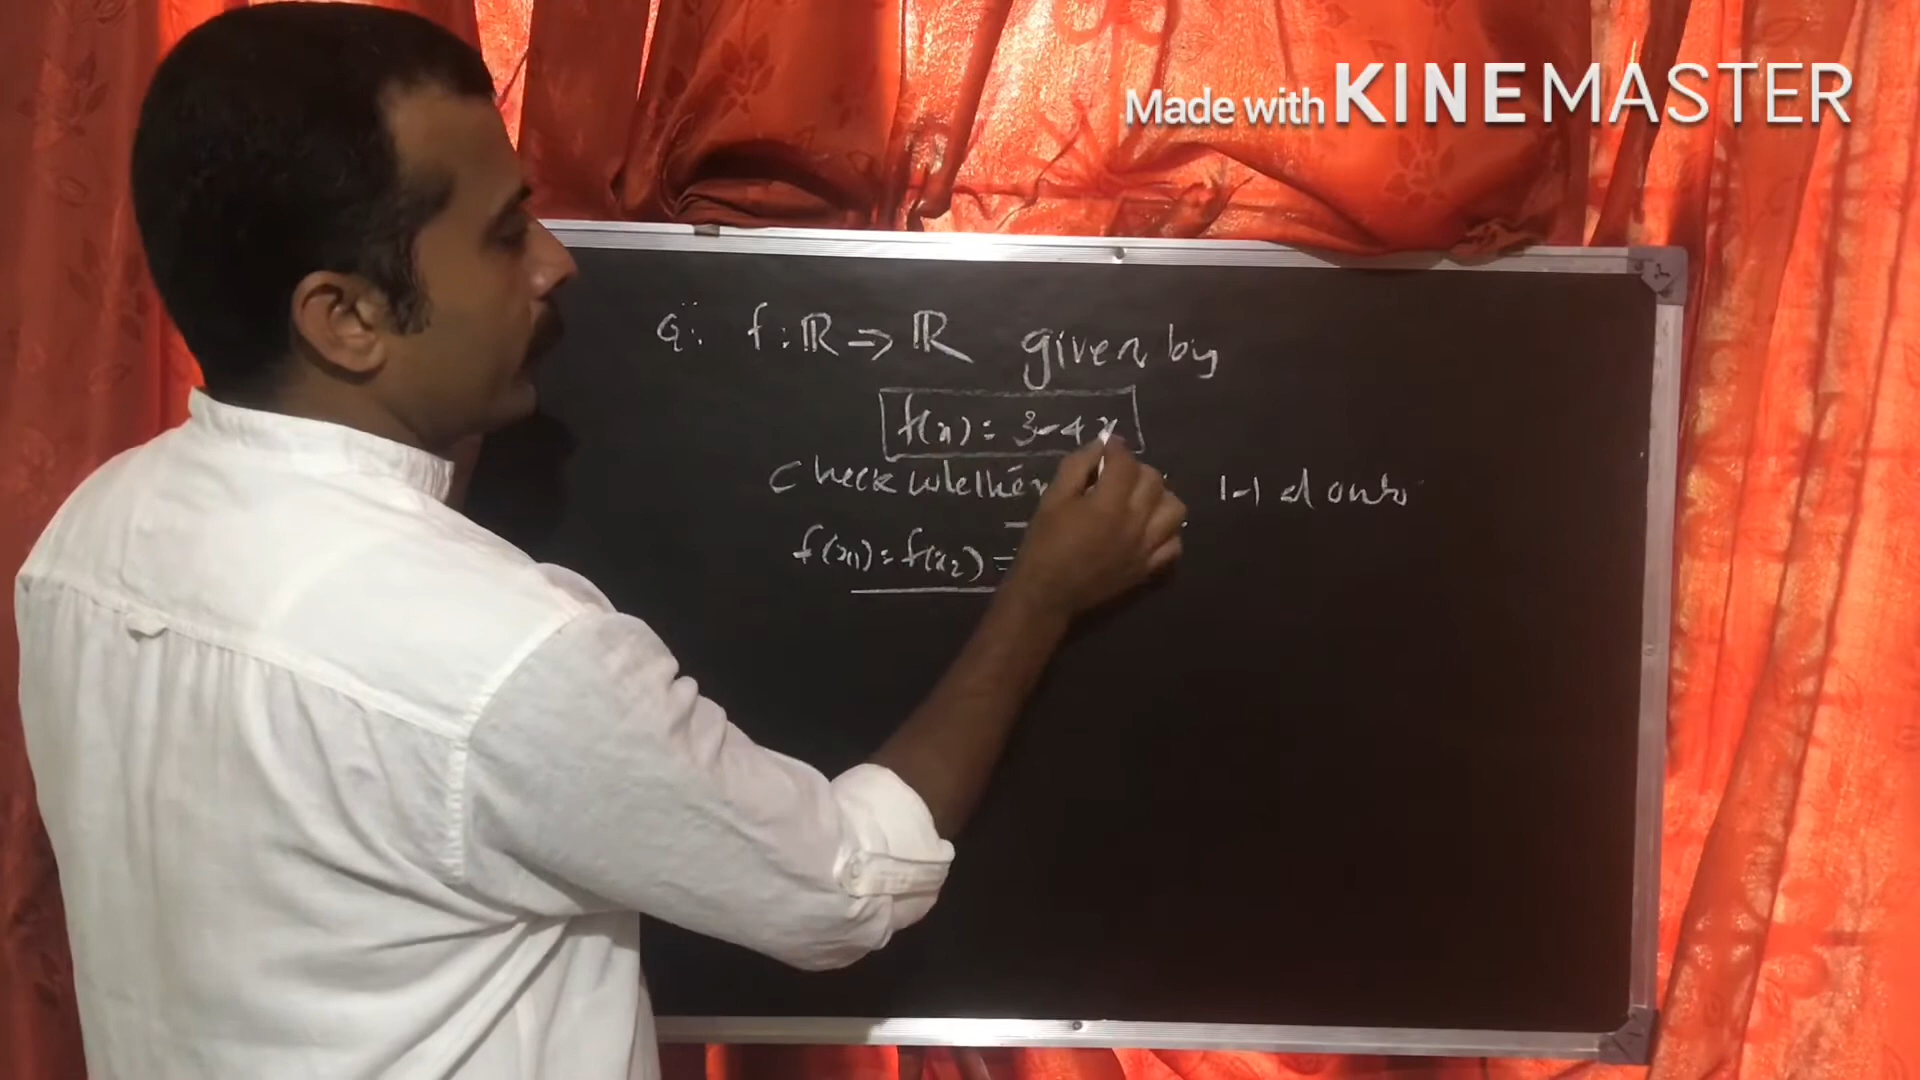 Made with KINEMASTER
Q: f:ℝ→ℝ given by
f(x) = 3-4x
Check whether 1-1 & onto
f(x₁) = f(x₂) =